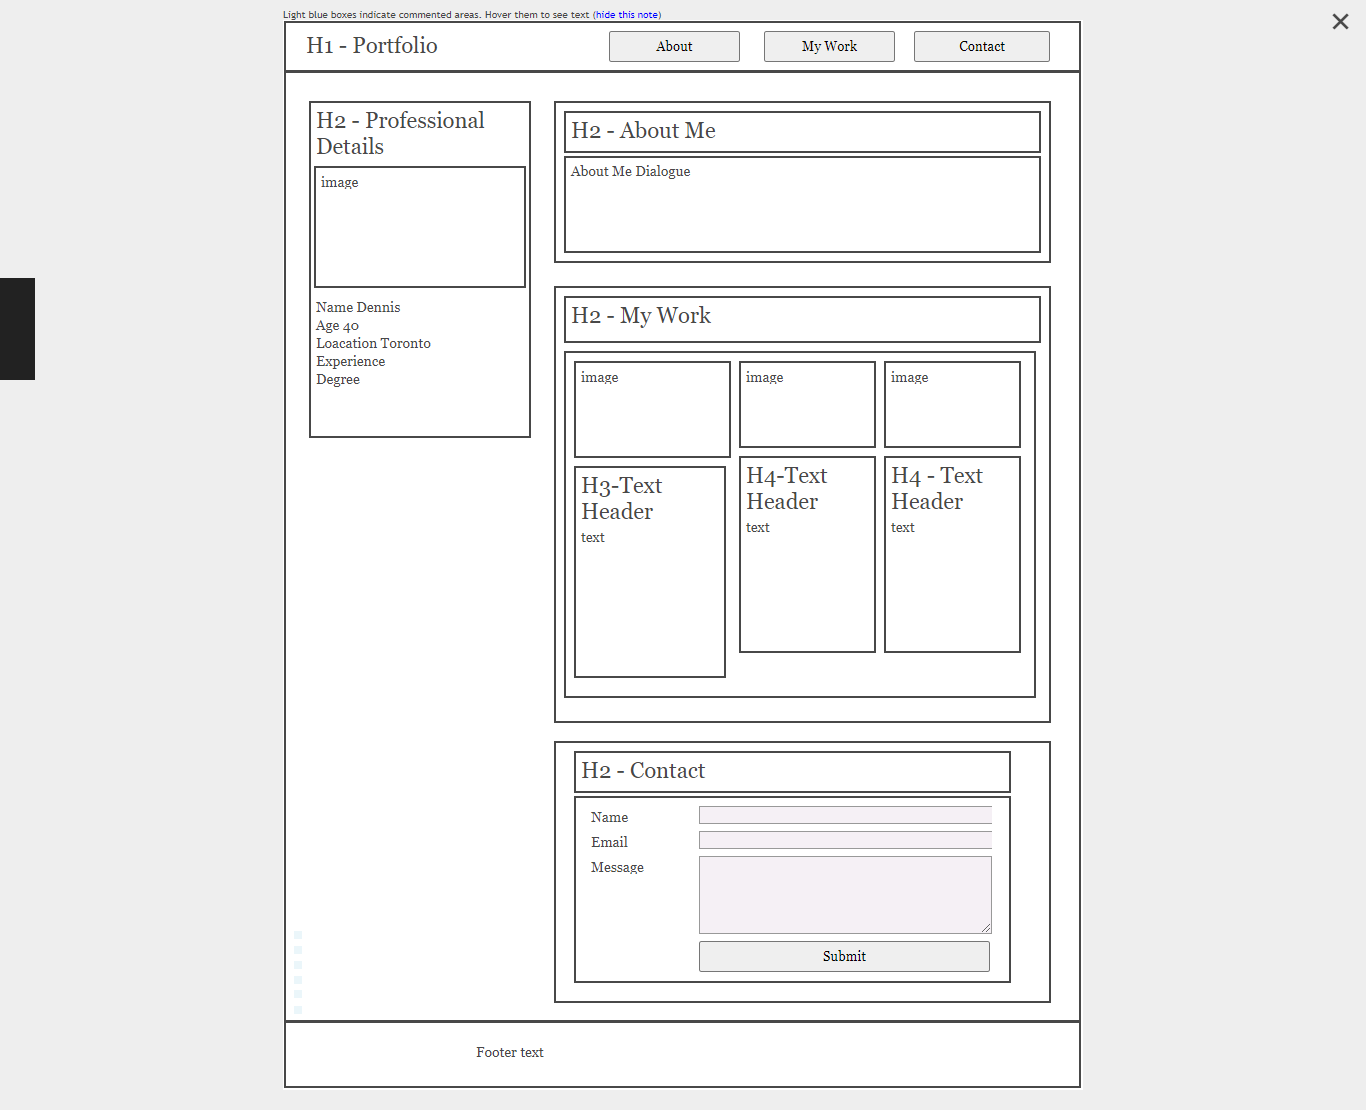 Light blue boxes indicate commented areas. Hover them to see text (hide this note)
H1 - Portfolio
About
My Work
Contact
H2 - Professional
Details
image
Name Dennis
Age 40
Loacation Toronto
Experience
Degree
H2 - About Me
About Me Dialogue
H2 - My Work
image
image
image
H3-Text
Header
text
H4-Text
Header
text
H4 - Text
Header
text
H2 - Contact
Name
Email
Message
Submit
Footer text